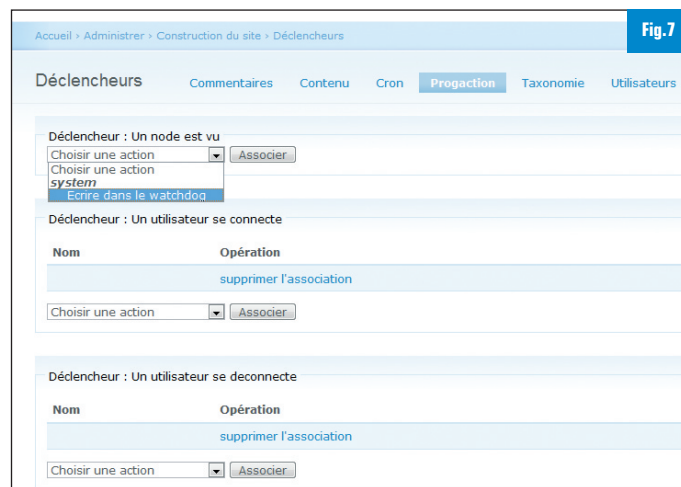 Accueil › Administrer › Construction du site › Déclencheurs
Fig.7
Déclencheurs Commentaires Contenu Cron Progaction Taxonomie Utilisateurs
Déclencheur : Un node est vu
Choisir une action Associer
Choisir une action
system
Ecrire dans le watchdog
Déclencheur : Un utilisateur se connecte
Nom Opération
supprimer l'association
Choisir une action Associer
Déclencheur : Un utilisateur se deconnecte
Nom Opération
supprimer l'association
Choisir une action Associer